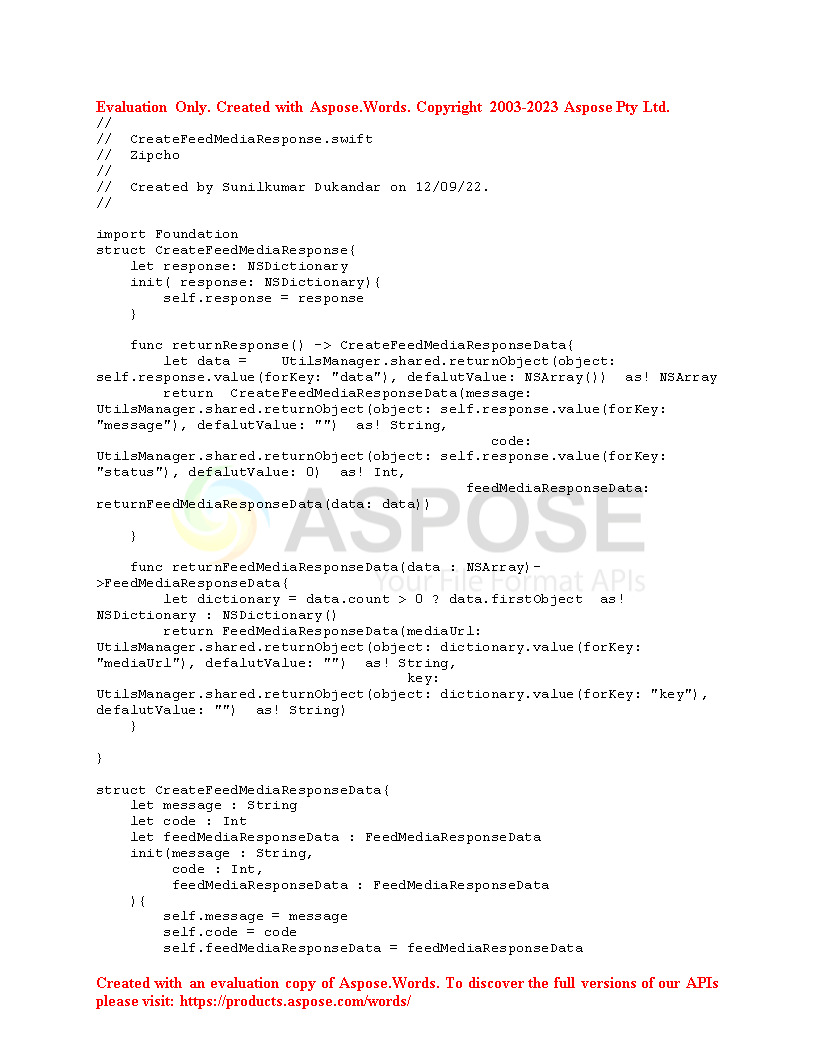 Evaluation Only. Created with Aspose.Words. Copyright 2003-2023 Aspose Pty Ltd.
//
//  CreateFeedMediaResponse.swift
//  Zipcho
//
//  Created by Sunilkumar Dukandar on 12/09/22.
//
import Foundation
struct CreateFeedMediaResponse{
    let response: NSDictionary
    init( response: NSDictionary){
        self.response = response
    }
    func returnResponse() -> CreateFeedMediaResponseData{
        let data =    UtilsManager.shared.returnObject(object:
self.response.value(forKey: "data"), defalutValue: NSArray())  as! NSArray
        return  CreateFeedMediaResponseData(message:
UtilsManager.shared.returnObject(object: self.response.value(forKey:
"message"), defalutValue: "")  as! String,
                                               code:
UtilsManager.shared.returnObject(object: self.response.value(forKey:
"status"), defalutValue: 0)  as! Int,
                                            feedMediaResponseData:
returnFeedMediaResponseData(data: data))
ASPOSE
    }
    func returnFeedMediaResponseData(data : NSArray)-
Your File Format APIs
>FeedMediaResponseData{
        let dictionary = data.count > 0 ? data.firstObject  as!
NSDictionary : NSDictionary()
        return FeedMediaResponseData(mediaUrl:
UtilsManager.shared.returnObject(object: dictionary.value(forKey:
"mediaUrl"), defalutValue: "")  as! String,
                                     key:
UtilsManager.shared.returnObject(object: dictionary.value(forKey: "key"),
defalutValue: "")  as! String)
    }
}
struct CreateFeedMediaResponseData{
    let message : String
    let code : Int
    let feedMediaResponseData : FeedMediaResponseData
    init(message : String,
         code : Int,
         feedMediaResponseData : FeedMediaResponseData
    ){
        self.message = message
        self.code = code
        self.feedMediaResponseData = feedMediaResponseData
Created with an evaluation copy of Aspose.Words. To discover the full versions of our APIs
please visit: https://products.aspose.com/words/